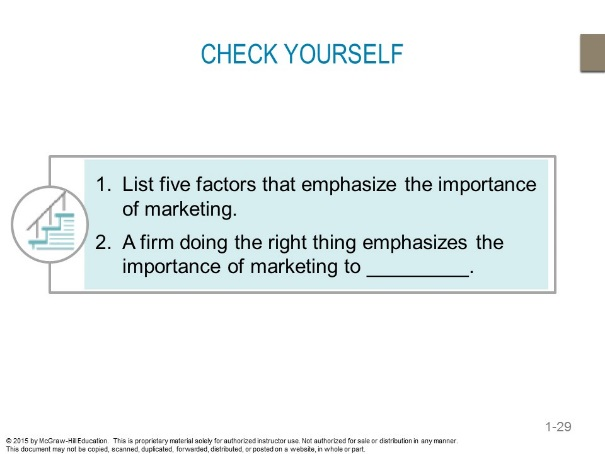 CHECK YOURSELF
1. List five factors that emphasize the importance
of marketing.
2. A firm doing the right thing emphasizes the
importance of marketing to _________.
1-29
© 2015 by McGraw-Hill Education. This is proprietary material solely for authorized instructor use. Not authorized for sale or distribution in any manner.
This document may not be copied, scanned, duplicated, forwarded, distributed, or posted on a website, in whole or part.